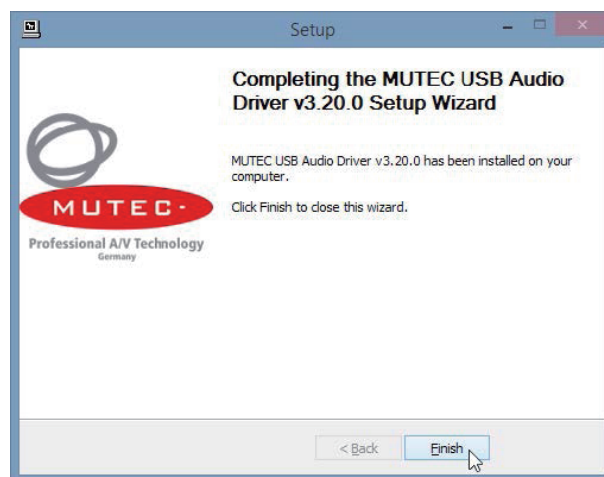 Setup
Completing the MUTEC USB Audio
Driver v3.20.0 Setup Wizard
MUTEC USB Audio Driver v3.20.0 has been installed on your
computer.
Click Finish to close this wizard.
MUTEC
Professional A/V Technology
Germany
< Back
Finish